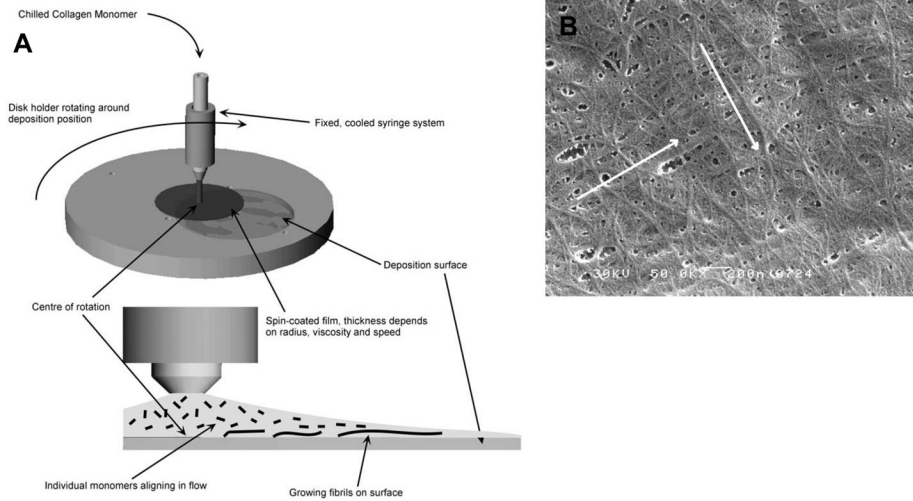 Chilled Collagen Monomer
A
B
Disk holder rotating around
deposition position
Fixed, cooled syringe system
Deposition surface
Centre of rotation
Spin-coated film, thickness depends
on radius, viscosity and speed
Individual monomers aligning in flow
Growing fibrils on surface
30KV 50.0KX 200n 0724